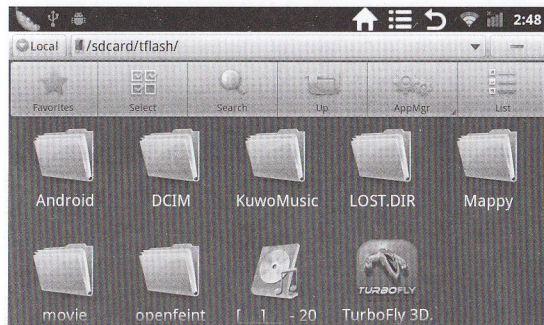 2:48
Local /sdcard/tflash/
Favorites Select Search Up AppMgr List
Android DCIM KuwoMusic LOST.DIR Mappy
TURBOFLY
movie openfeint [ ] - 20 TurboFly 3D.